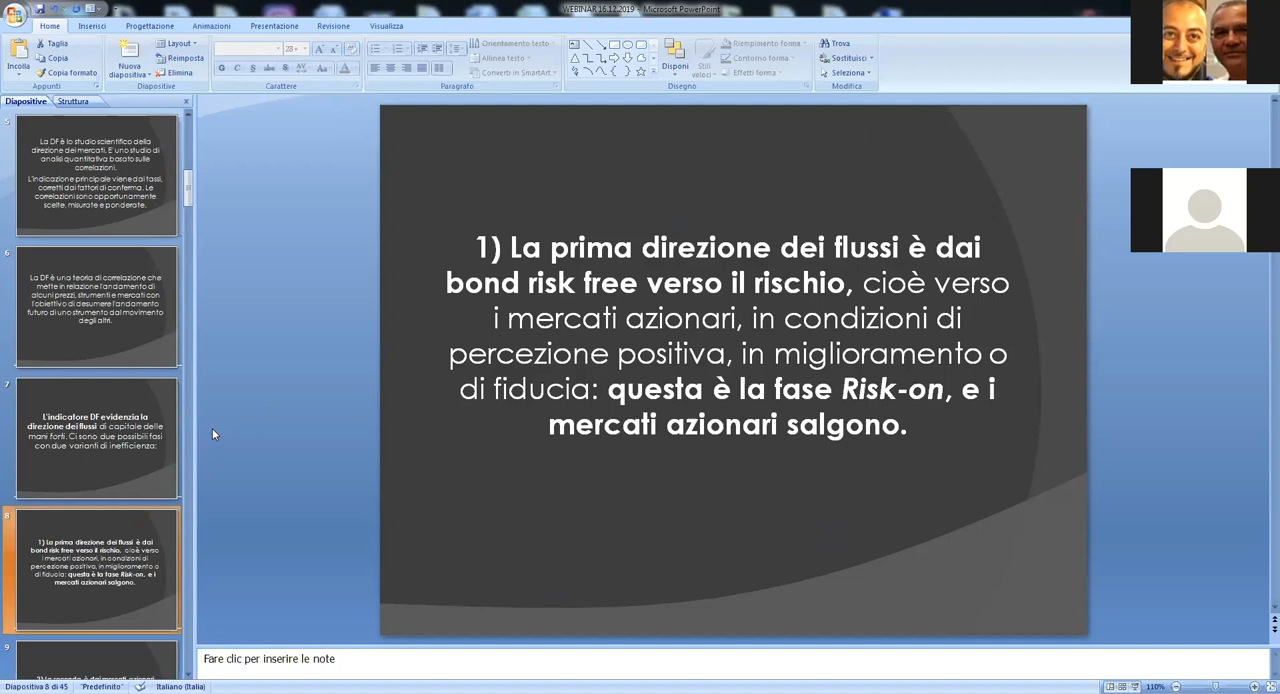 WEBINAR 16.12.2019 - Microsoft PowerPoint
Home Inserisci Progettazione Animazioni Presentazione Revisione Visualizza
Incolla
Taglia
Copia
Copia formato
Appunti
Nuova diapositiva
Layout
Reimposta
Elimina
Diapositive
28
G C S abc S AV Aa A
Carattere
Orientamento testo
Allinea testo
Converti in SmartArt
Paragrafo
Disponi
Stili veloci
Riempimento forma
Contorno forma
Effetti forma
Disegno
Trova
Sostituisci
Seleziona
Modifica
Diapositive Struttura
5
La DF è lo studio scientifico della
direzione dei mercati. E' uno studio di
analisi quantitativa basato sulle
correlazioni.
L'indicazione principale viene dai tassi,
corretti dai fattori di conferma. Le
correlazioni sono opportunamente
scelte, misurate e ponderate.
6
La DF è una teoria di correlazione che
mette in relazione l'andamento di
alcuni prezzi, strumenti e mercati con
l'obiettivo di desumere l'andamento
futuro di uno strumento dal movimento
degli altri.
7
L'indicatore DF evidenzia la
direzione dei flussi di capitale delle
mani forti. Ci sono due possibili fasi
con due varianti di inefficienza:
8
1) La prima direzione dei flussi è dai
bond risk free verso il rischio, cioè verso
i mercati azionari, in condizioni di
percezione positiva, in miglioramento o
di fiducia: questa è la fase Risk-on, e i
mercati azionari salgono.
9
1) La prima direzione dei flussi è dai
bond risk free verso il rischio, cioè verso
i mercati azionari, in condizioni di
percezione positiva, in miglioramento o
di fiducia: questa è la fase Risk-on, e i
mercati azionari salgono.
Fare clic per inserire le note
Diapositiva 8 di 45 "Predefinito" Italiano (Italia) 110%